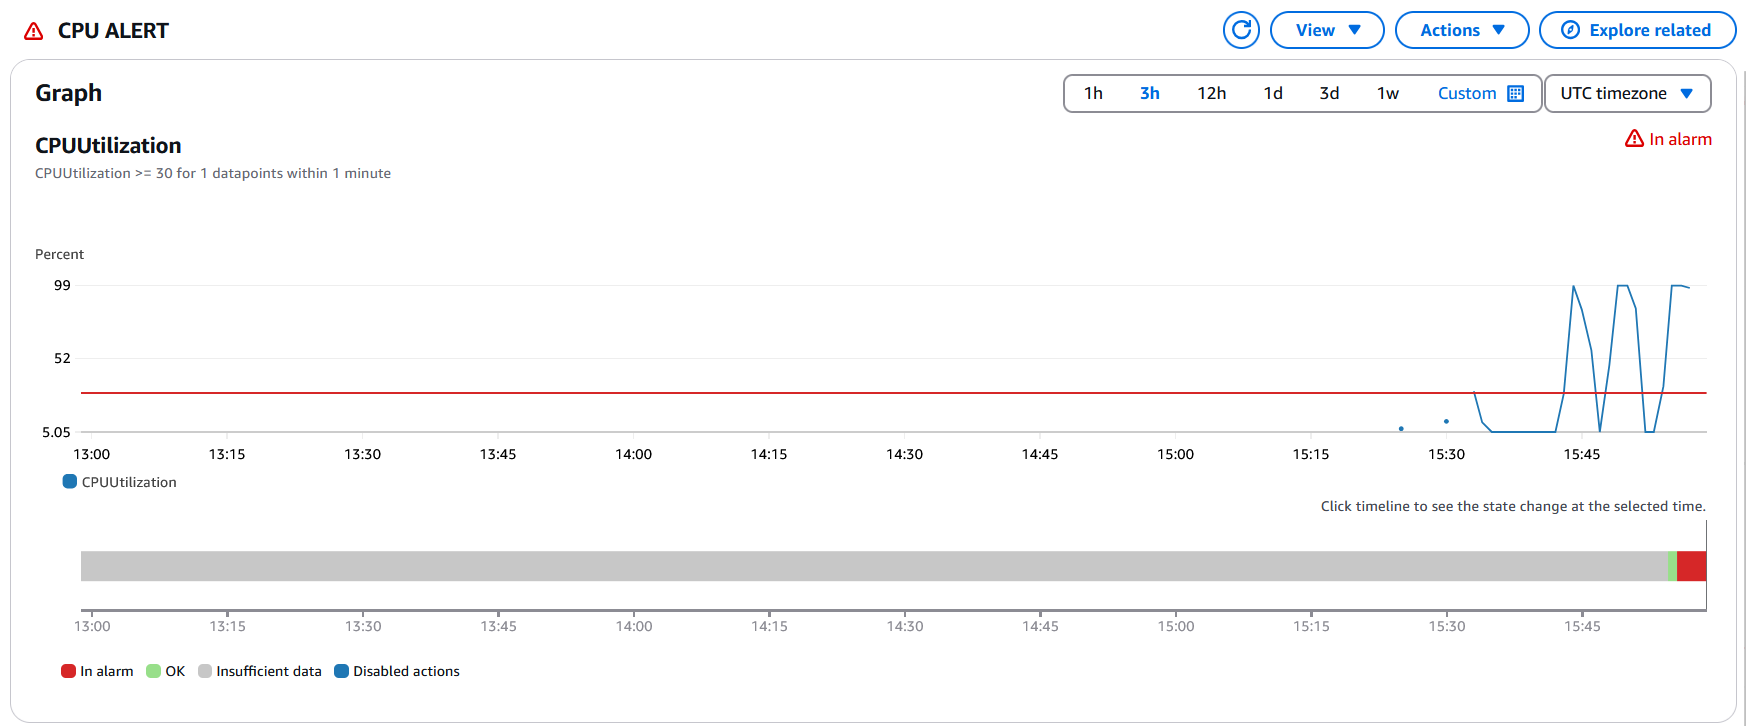 CPU ALERT
View
Actions
Explore related
Graph
1h 3h 12h 1d 3d 1w Custom
UTC timezone
CPUUtilization
In alarm
CPUUtilization >= 30 for 1 datapoints within 1 minute
Percent
99
52
5.05
13:00 13:15 13:30 13:45 14:00 14:15 14:30 14:45 15:00 15:15 15:30 15:45
CPUUtilization
Click timeline to see the state change at the selected time.
13:00 13:15 13:30 13:45 14:00 14:15 14:30 14:45 15:00 15:15 15:30 15:45
In alarm OK Insufficient data Disabled actions